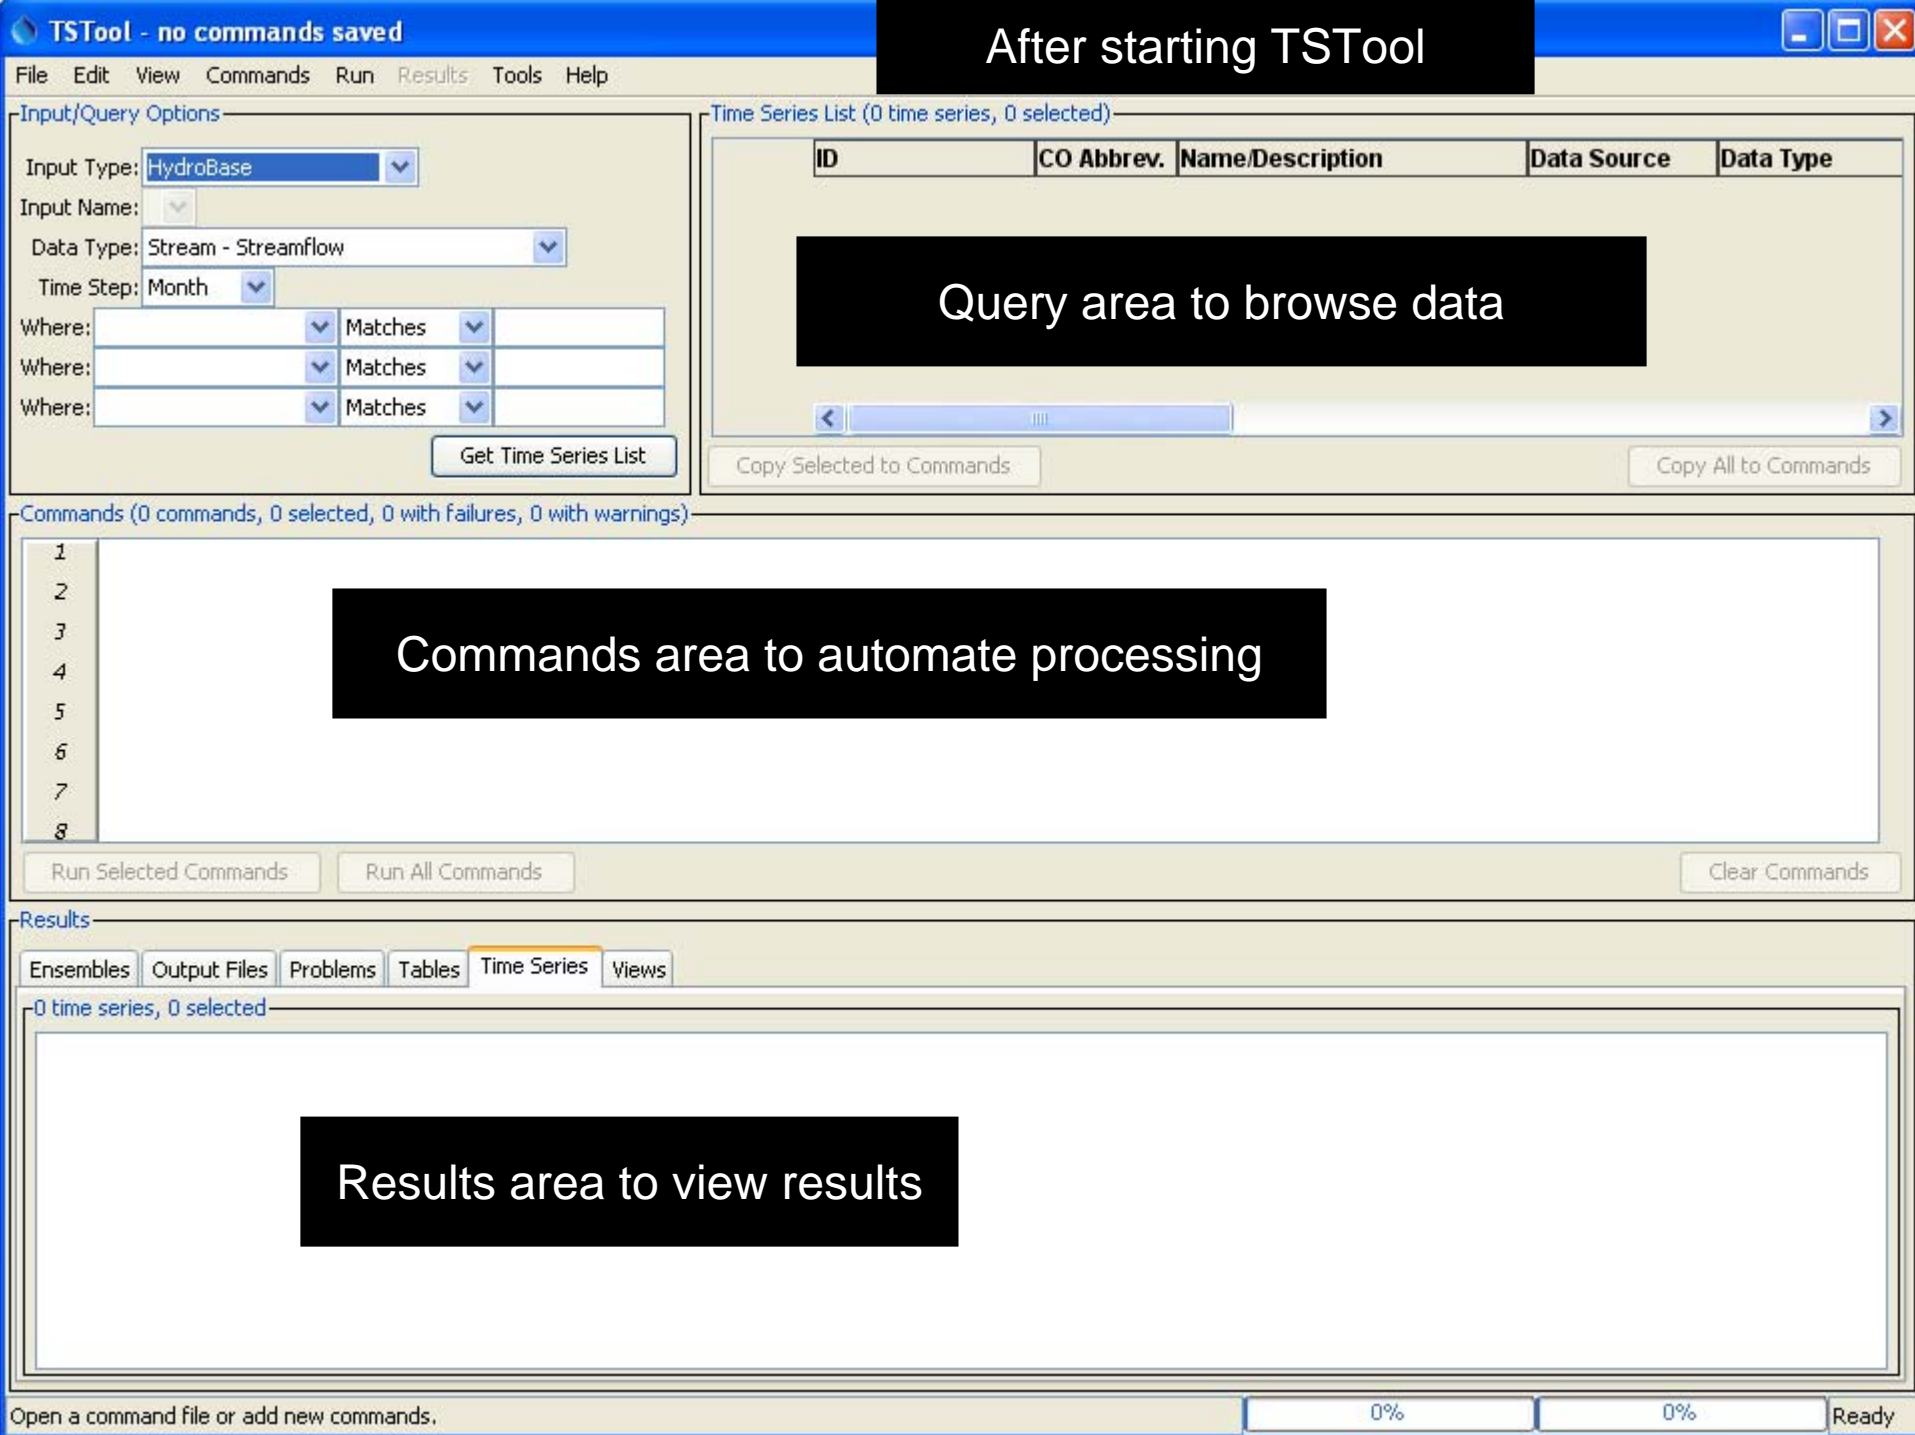 TSTool - no commands saved
After starting TSTool
File Edit View Commands Run Results Tools Help
Input/Query Options
Input Type: HydroBase
Input Name:
Data Type: Stream - Streamflow
Time Step: Month
Where: Matches
Where: Matches
Where: Matches
Get Time Series List
Time Series List (0 time series, 0 selected)
ID CO Abbrev. Name/Description Data Source Data Type
Query area to browse data
Copy Selected to Commands Copy All to Commands
Commands (0 commands, 0 selected, 0 with failures, 0 with warnings)
1
2
3
4
5
6
7
8
Commands area to automate processing
Run Selected Commands Run All Commands Clear Commands
Results
Ensembles Output Files Problems Tables Time Series Views
0 time series, 0 selected
Results area to view results
Open a command file or add new commands. 0% 0% Ready